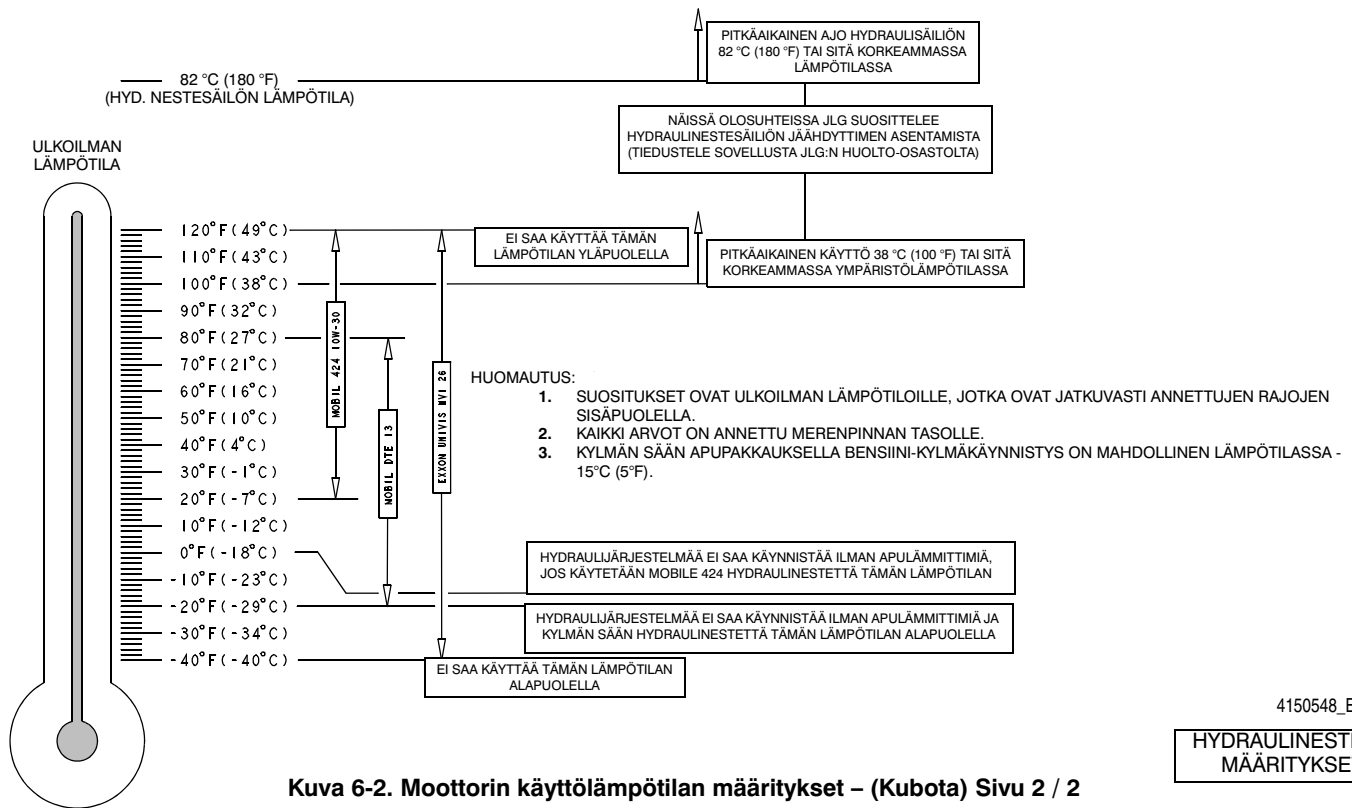 PITKÄAIKAINEN AJO HYDRAULISÄILIÖN
82 °C (180 °F) TAI SITÄ KORKEAMMASSA
LÄMPÖTILASSA
82 °C (180 °F)
(HYD. NESTESÄILÖN LÄMPÖTILA)
NÄISSÄ OLOSUHTEISSA JLG SUOSITTELEE
HYDRAULINESTESÄILIÖN JÄÄHDYTTIMEN ASENTAMISTA
(TIEDUSTELE SOVELLUSTA JLG:N HUOLTO-OSASTOLTA)
ULKOILMAN
LÄMPÖTILA
120°F(49°C)
110°F(43°C)
100°F(38°C)
90°F(32°C)
80°F(27°C)
70°F(21°C)
60°F(16°C)
50°F(10°C)
40°F(4°C)
30°F(-1°C)
20°F(-7°C)
10°F(-12°C)
0°F(-18°C)
-10°F(-23°C)
-20°F(-29°C)
-30°F(-34°C)
-40°F(-40°C)
MOBIL 424 10W-30
MOBIL DTE 13
EXXON UNIVIS HVI 26
EI SAA KÄYTTÄÄ TÄMÄN
LÄMPÖTILAN YLÄPUOLELLA
PITKÄAIKAINEN KÄYTTÖ 38 °C (100 °F) TAI SITÄ
KORKEAMMASSA YMPÄRISTÖLÄMPÖTILASSA
HUOMAUTUS:
1. SUOSITUKSET OVAT ULKOILMAN LÄMPÖTILOILLE, JOTKA OVAT JATKUVASTI ANNETTUJEN RAJOJEN
SISÄPUOLELLA.
2. KAIKKI ARVOT ON ANNETTU MERENPINNAN TASOLLE.
3. KYLMÄN SÄÄN APUPAKKAUKSELLA BENSIINI-KYLMÄKÄYNNISTYS ON MAHDOLLINEN LÄMPÖTILASSA -
15°C (5°F).
HYDRAULIJÄRJESTELMÄÄ EI SAA KÄYNNISTÄÄ ILMAN APULÄMMITTIMIÄ,
JOS KÄYTETÄÄN MOBILE 424 HYDRAULINESTETTÄ TÄMÄN LÄMPÖTILAN
HYDRAULIJÄRJESTELMÄÄ EI SAA KÄYNNISTÄÄ ILMAN APULÄMMITTIMIÄ JA
KYLMÄN SÄÄN HYDRAULINESTETTÄ TÄMÄN LÄMPÖTILAN ALAPUOLELLA
EI SAA KÄYTTÄÄ TÄMÄN LÄMPÖTILAN
ALAPUOLELLA
4150548_E
HYDRAULINESTE
MÄÄRITYKSE
Kuva 6-2. Moottorin käyttölämpötilan määritykset – (Kubota) Sivu 2 / 2